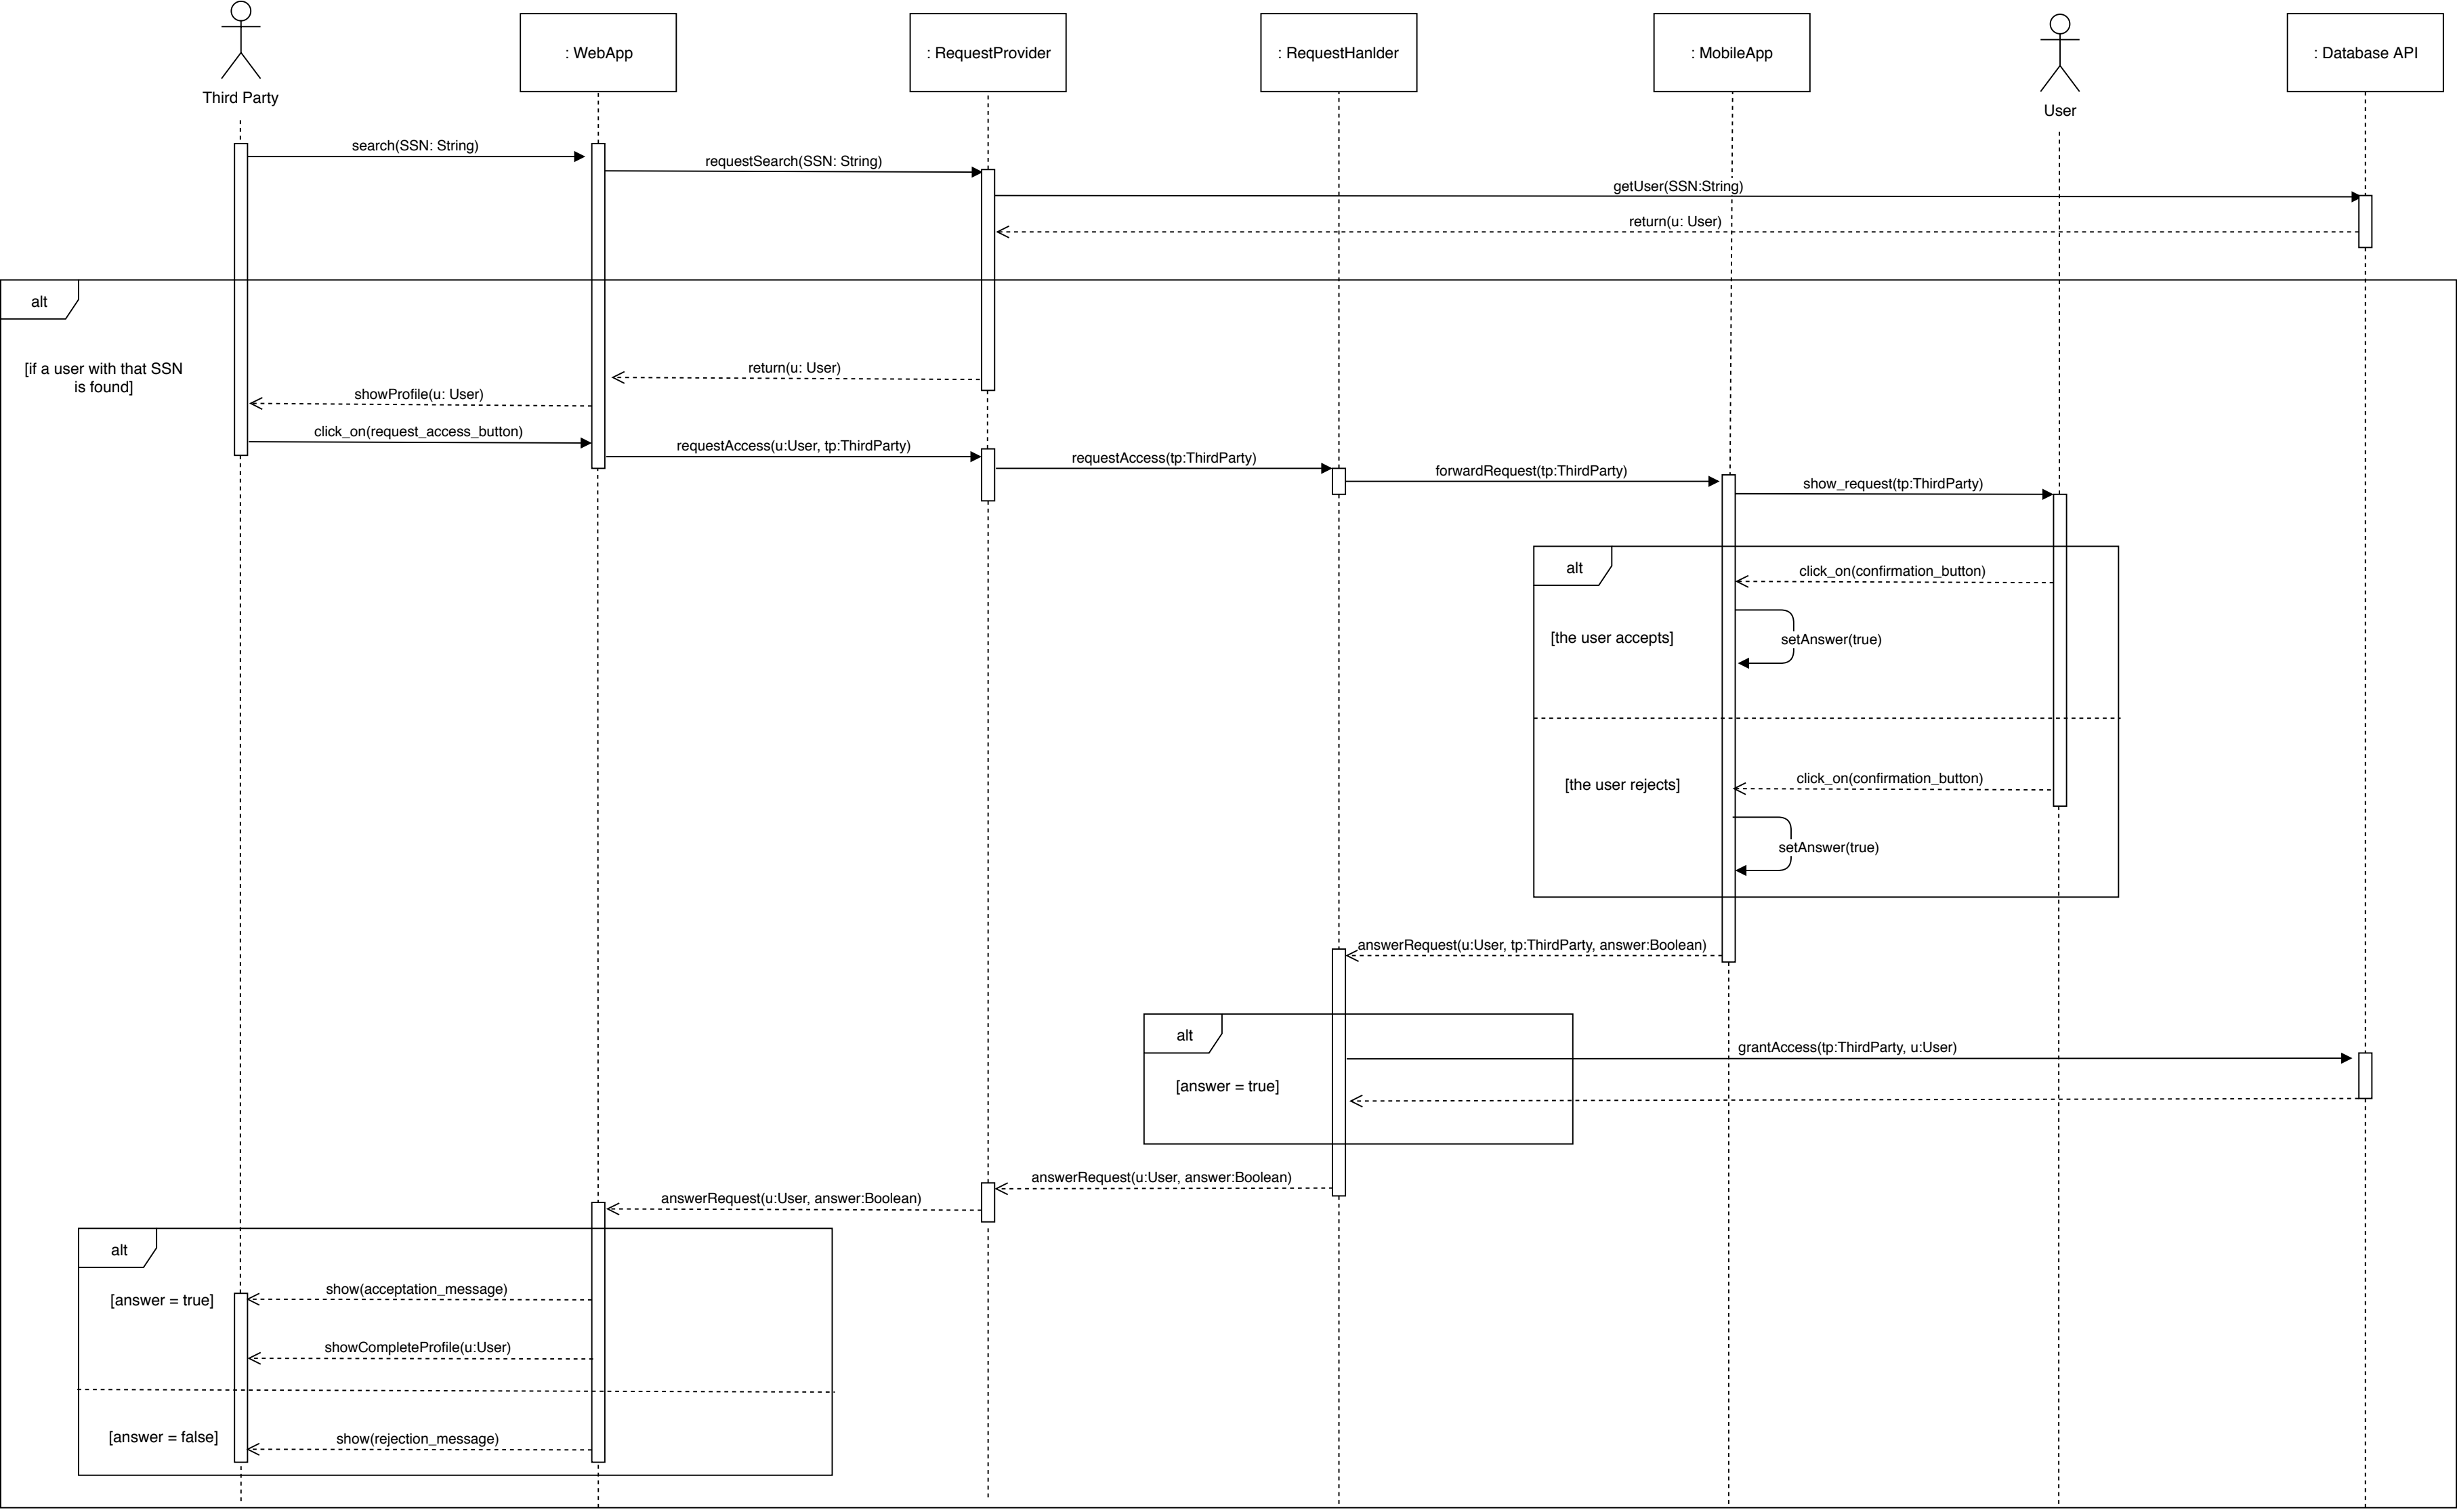 Third Party
: WebApp
: RequestProvider
: RequestHanlder
: MobileApp
User
: Database API
search(SSN: String)
requestSearch(SSN: String)
getUser(SSN:String)
return(u: User)
alt
[if a user with that SSN
is found]
return(u: User)
showProfile(u: User)
click_on(request_access_button)
requestAccess(u:User, tp:ThirdParty)
requestAccess(tp:ThirdParty)
forwardRequest(tp:ThirdParty)
show_request(tp:ThirdParty)
alt
click_on(confirmation_button)
[the user accepts]
setAnswer(true)
[the user rejects]
click_on(confirmation_button)
setAnswer(true)
answerRequest(u:User, tp:ThirdParty, answer:Boolean)
alt
grantAccess(tp:ThirdParty, u:User)
[answer = true]
answerRequest(u:User, answer:Boolean)
answerRequest(u:User, answer:Boolean)
alt
[answer = true]
show(acceptation_message)
showCompleteProfile(u:User)
[answer = false]
show(rejection_message)